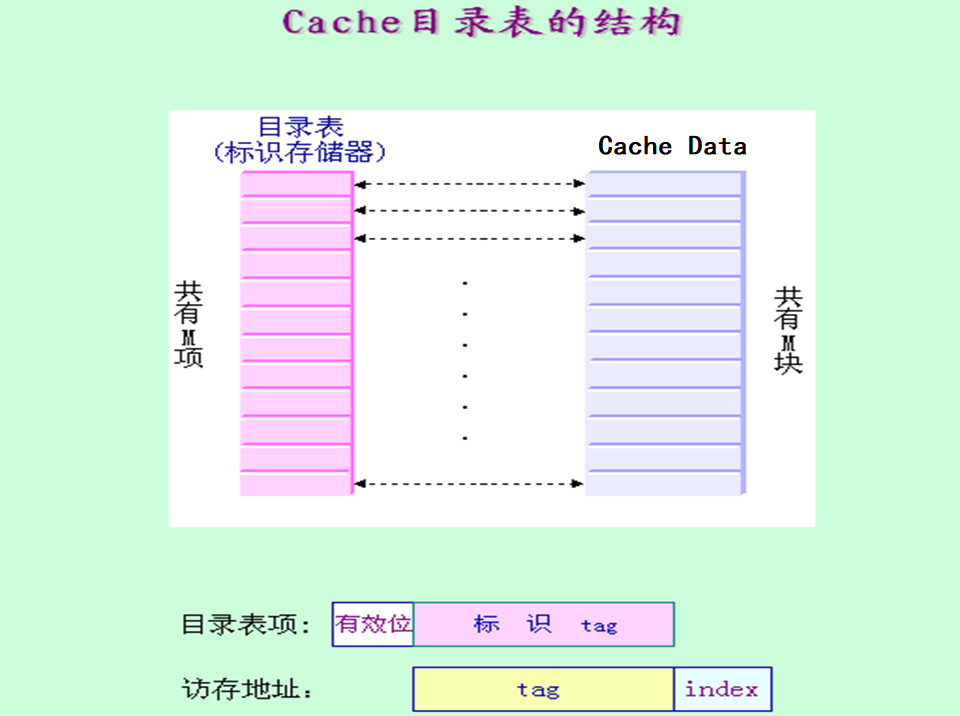 Cache目录表的结构
目录表
(标识存储器)
Cache Data
共有M项
共有M块
目录表项: 有效位 标 识 tag
访存地址: tag index